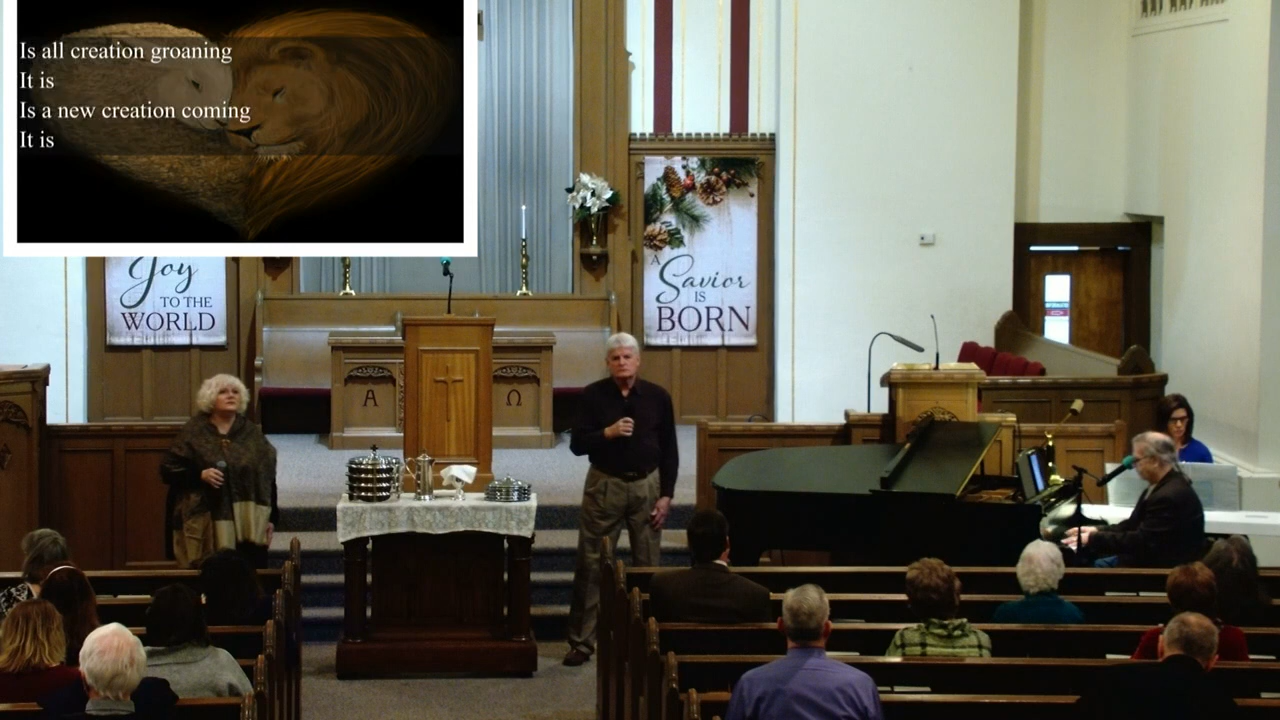 Is all creation groaning
It is
Is a new creation coming
It is
Joy
TO THE
WORLD
A
Savior
IS
BORN
Α
Ω